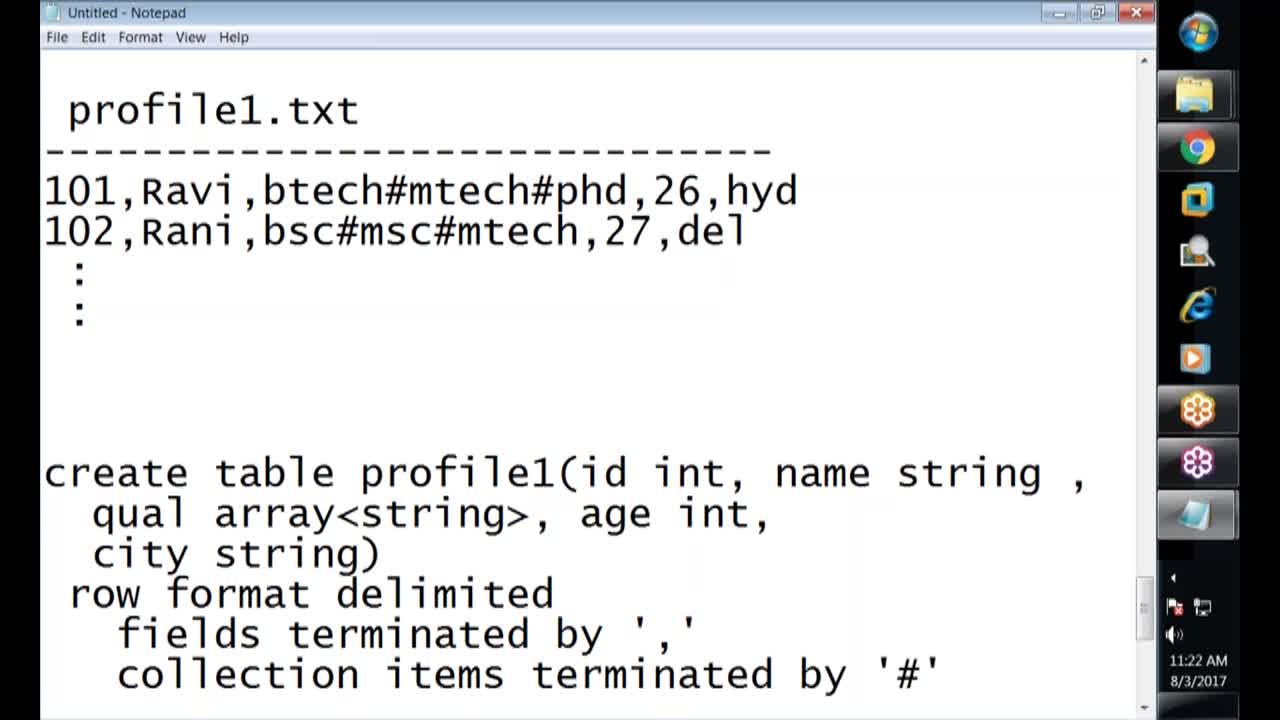 Untitled - Notepad
File Edit Format View Help
profile1.txt
------------------------------
101,Ravi,btech#mtech#phd,26,hyd
102,Rani,bsc#msc#mtech,27,del
:
:
create table profile1(id int, name string ,
qual array<string>, age int,
city string)
row format delimited
fields terminated by ','
collection items terminated by '#'
11:22 AM
8/3/2017